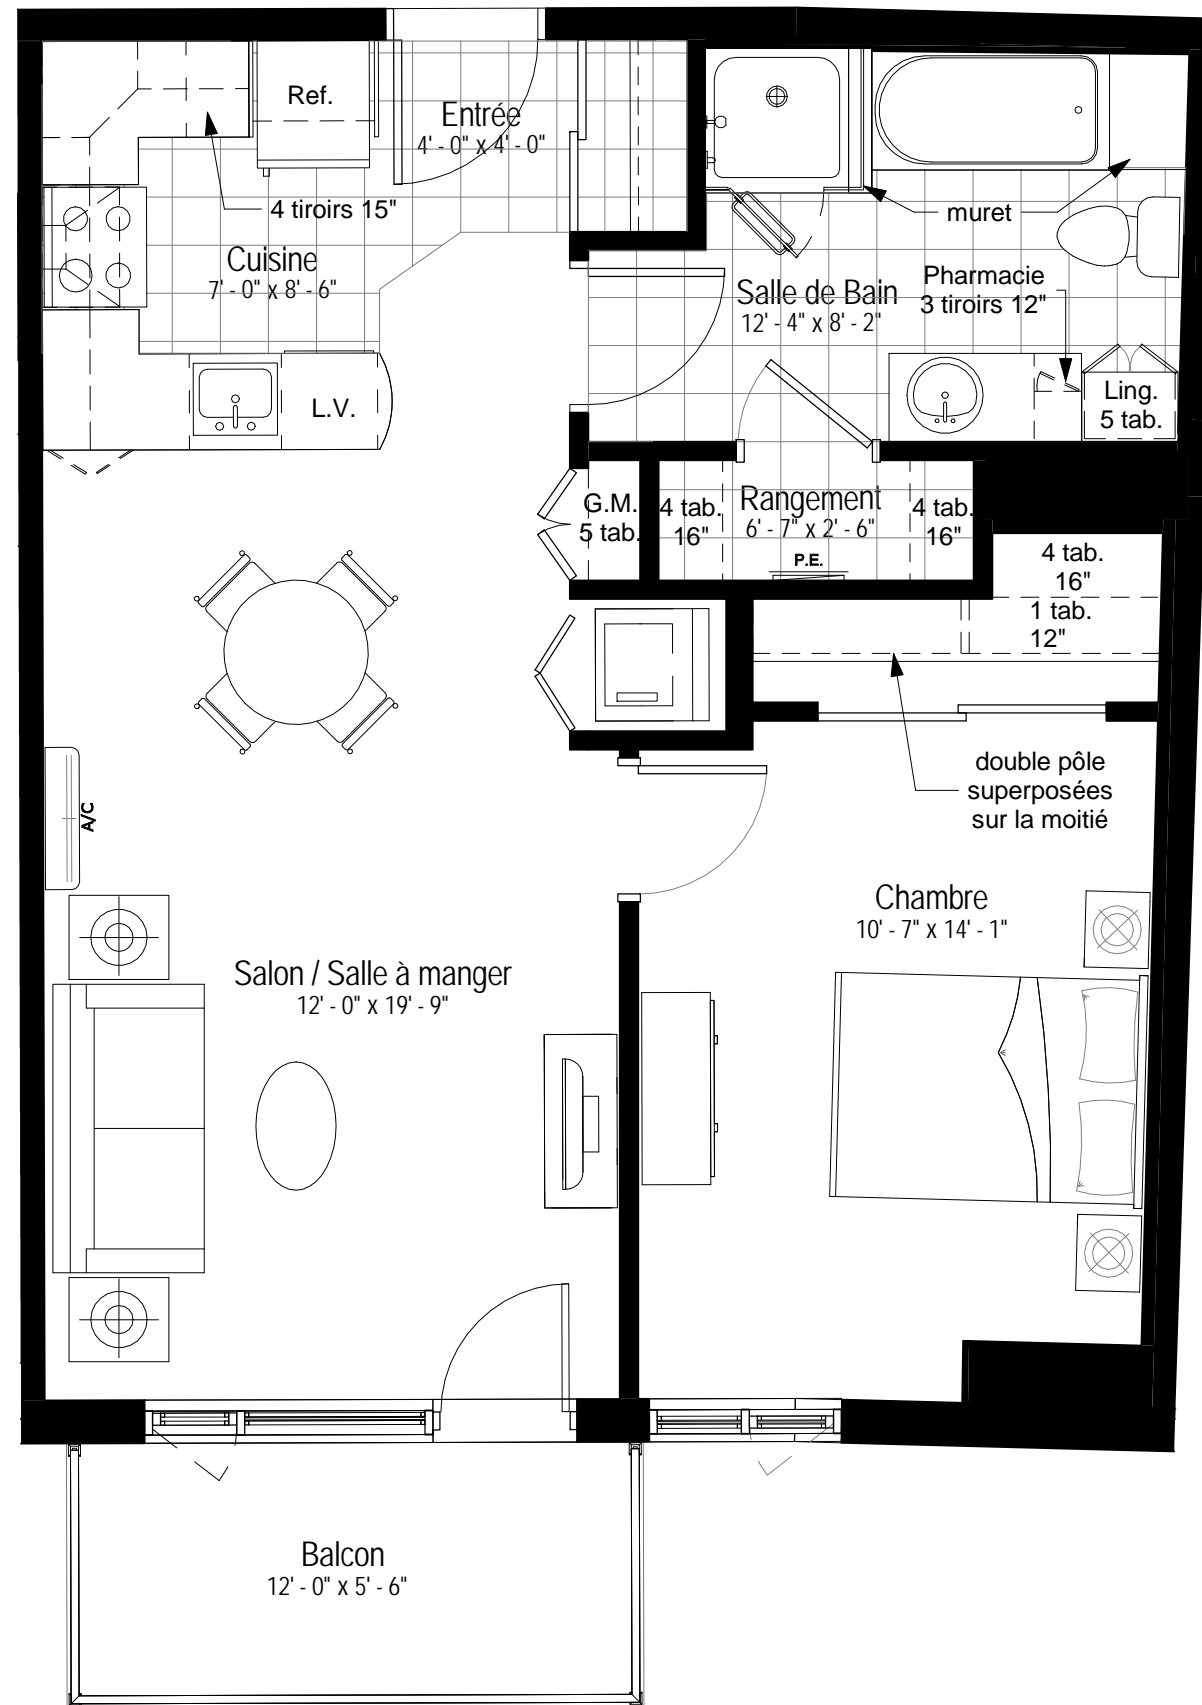 Ref.
Entrée
4' - 0" x 4' - 0"
4 tiroirs 15"
muret
Cuisine
7' - 0" x 8' - 6"
Salle de Bain
12' - 4" x 8' - 2"
Pharmacie
3 tiroirs 12"
L.V.
Ling.
5 tab.
G.M.
5 tab.
4 tab.
16"
Rangement
6' - 7" x 2' - 6"
4 tab.
16"
P.E.
4 tab.
16"
1 tab.
12"
double pôle
superposées
sur la moitié
A/C
Chambre
10' - 7" x 14' - 1"
Salon / Salle à manger
12' - 0" x 19' - 9"
Balcon
12' - 0" x 5' - 6"